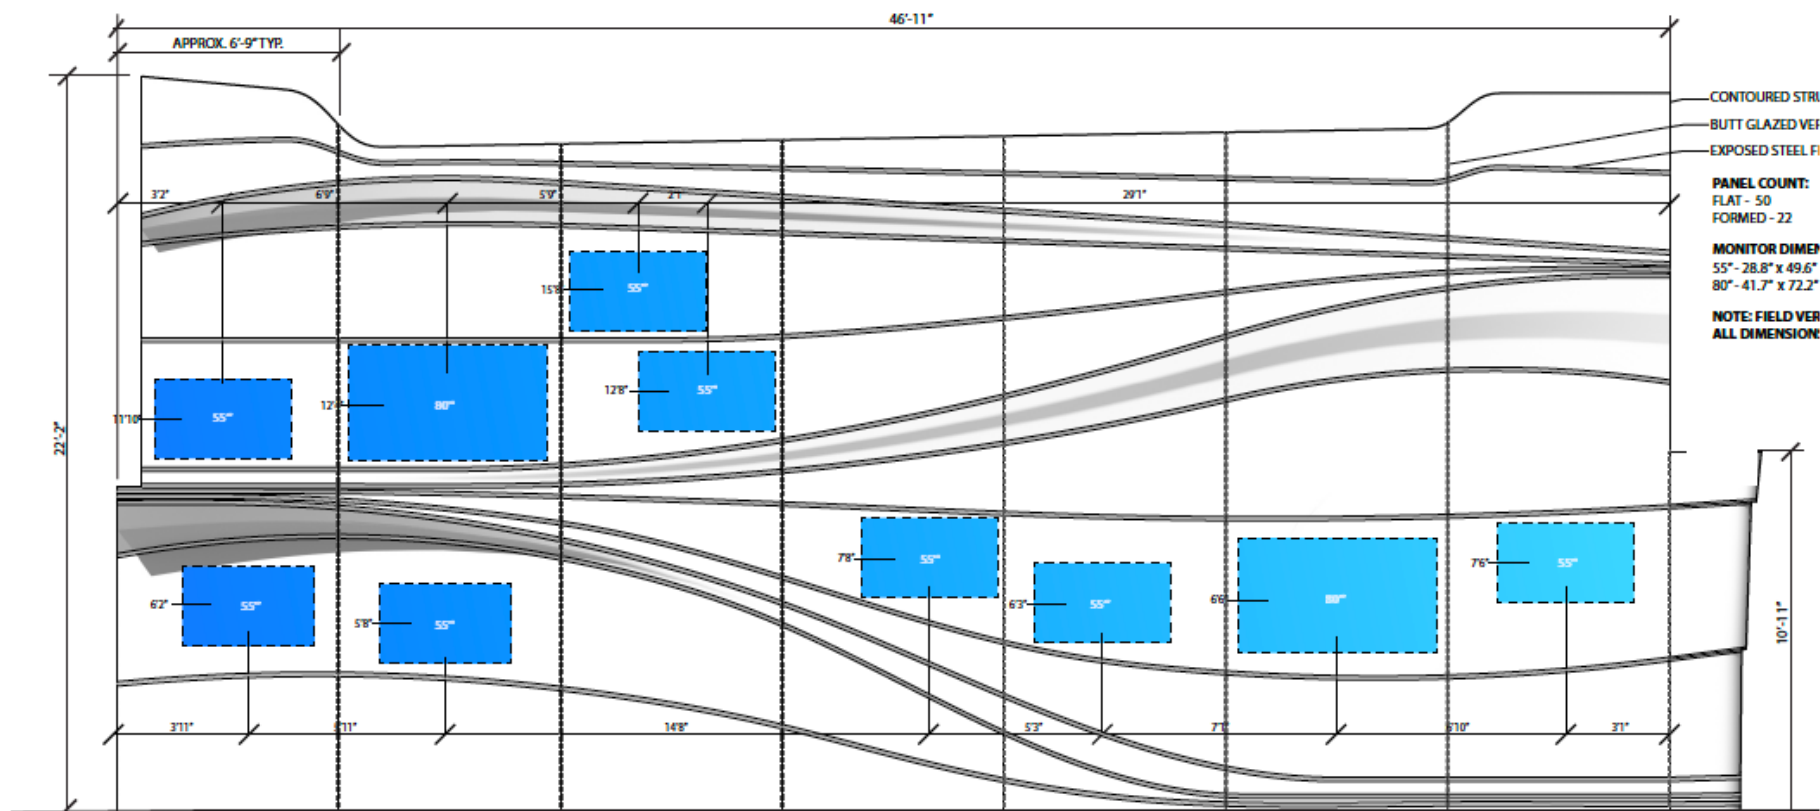 46'-11"
APPROX. 6'-9" TYP.
CONTOURED STRU
BUTT GLAZED VER
EXPOSED STEEL FI
PANEL COUNT:
FLAT - 50
FORMED - 22
MONITOR DIMEN
55" - 28.8" x 49.6"
80" - 41.7" x 72.2"
NOTE: FIELD VER
ALL DIMENSIONS
3'2" 6'9" 5'9" 2'1" 29'1"
15'8 55""
12'8" 55""
11'10" 55""
80""
22'-2"
7'8" 55""
7'6" 55""
6'2" 55""
5'8" 55""
6'3" 55""
6'6 80""
10'-11"
3'11" 5'11" 14'8" 5'3" 7'1 6'10" 3'1"